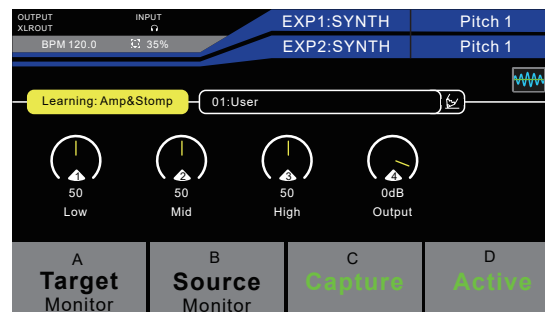 OUTPUT INPUT EXP1:SYNTH Pitch 1
XLROUT
BPM 120.0 35% EXP2:SYNTH Pitch 1
Learning: Amp&Stomp 01:User
1 2 3 4
50 50 50 0dB
Low Mid High Output
A B C D
Target Source Capture Active
Monitor Monitor